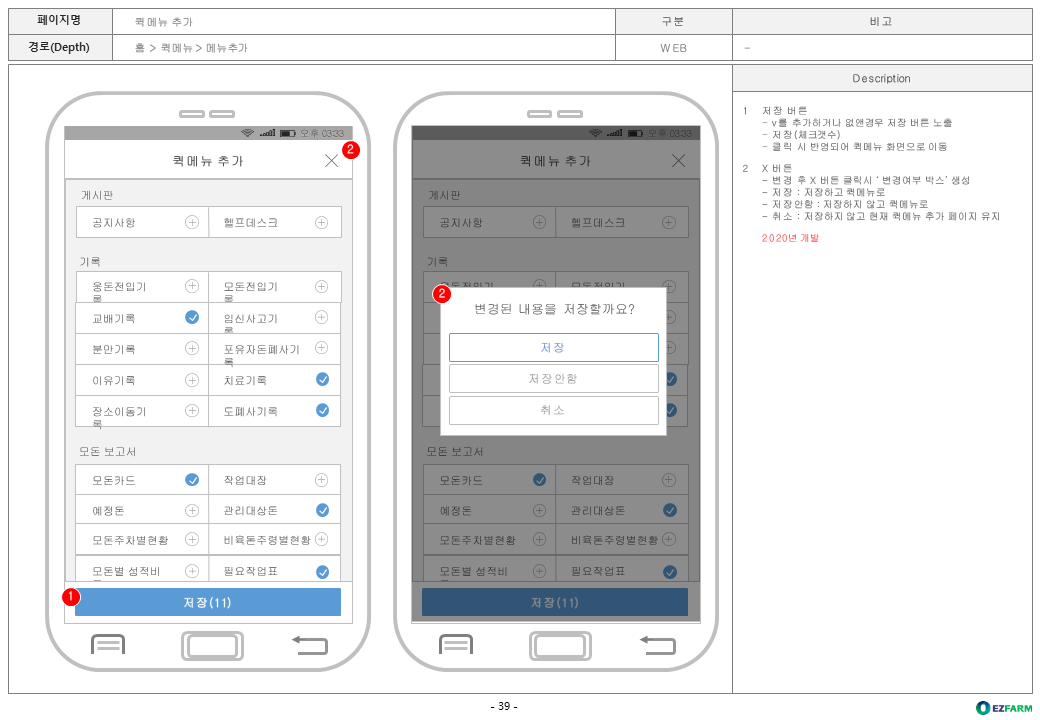 페이지명 퀵메뉴 추가 구분 비고
경로(Depth) 홈 > 퀵메뉴 > 메뉴추가 WEB -
오후 03:33
퀵메뉴 추가
2
게시판
공지사항 헬프데스크
기록
웅돈전입기록 모돈전입기록
교배기록 임신사고기록
분만기록 포유자돈폐사기록
이유기록 치료기록
장소이동기록 도폐사기록
모돈 보고서
모돈카드 작업대장
예정돈 관리대상돈
모돈주차별현황 비육돈주령별현황
모돈별 성적비 필요작업표
1
저장(11)
오후 03:33
퀵메뉴 추가
게시판
공지사항 헬프데스크
기록
웅돈전입기 모돈전입기
2
변경된 내용을 저장할까요?
저장
저장안함
취소
모돈 보고서
모돈카드 작업대장
예정돈 관리대상돈
모돈주차별현황 비육돈주령별현황
모돈별 성적비 필요작업표
저장(11)
Description
1 저장 버튼
- v를 추가하거나 없앤경우 저장 버튼 노출
- 저장(체크갯수)
- 클릭 시 반영되어 퀵메뉴 화면으로 이동
2 X 버튼
- 변경 후 X 버튼 클릭시 ‘ 변경여부 박스’ 생성
- 저장 : 저장하고 퀵메뉴로
- 저장안함 : 저장하지 않고 퀵메뉴로
- 취소 : 저장하지 않고 현재 퀵메뉴 추가 페이지 유지
2020년 개발
- 39 -
EZFARM